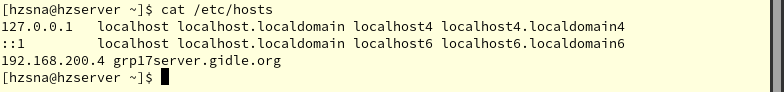 [hzsna@hzserver ~]$ cat /etc/hosts
127.0.0.1   localhost localhost.localdomain localhost4 localhost4.localdomain4
::1         localhost localhost.localdomain localhost6 localhost6.localdomain6
192.168.200.4 grp17server.gidle.org
[hzsna@hzserver ~]$